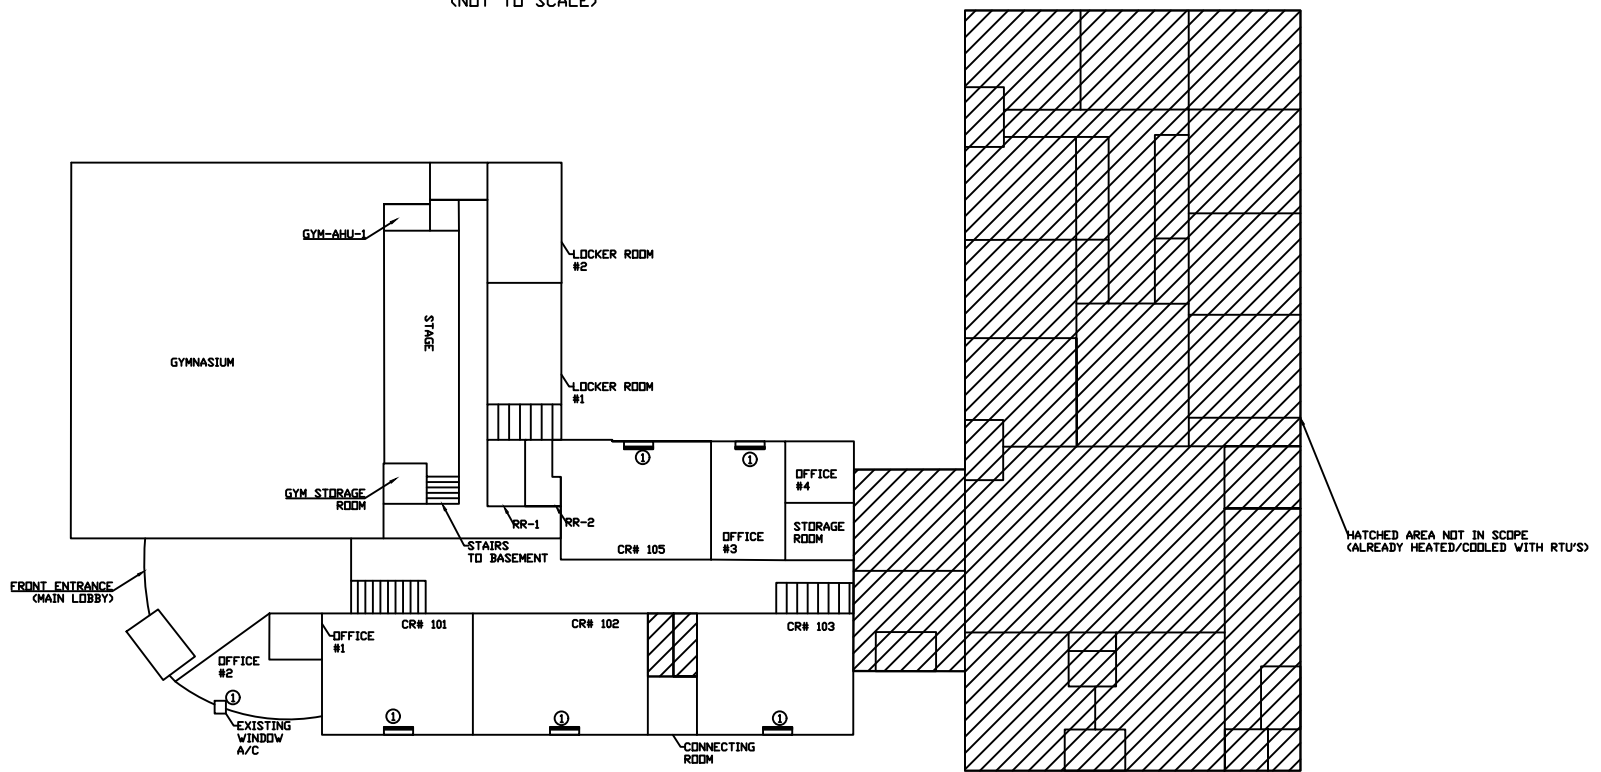 (NOT TO SCALE)
GYM-AHU-1
LOCKER ROOM
#2
STAGE
GYMNASIUM
LOCKER ROOM
#1
1
1
OFFICE
#4
GYM STORAGE
ROOM
RR-1
RR-2
STORAGE
ROOM
OFFICE
#3
CR# 105
STAIRS
TO BASEMENT
HATCHED AREA NOT IN SCOPE
(ALREADY HEATED/COOLED WITH RTU'S)
FRONT ENTRANCE
(MAIN LOBBY)
CR# 101
CR# 102
CR# 103
OFFICE
#1
OFFICE
#2
1
1
1
1
EXISTING
WINDOW
A/C
CONNECTING
ROOM